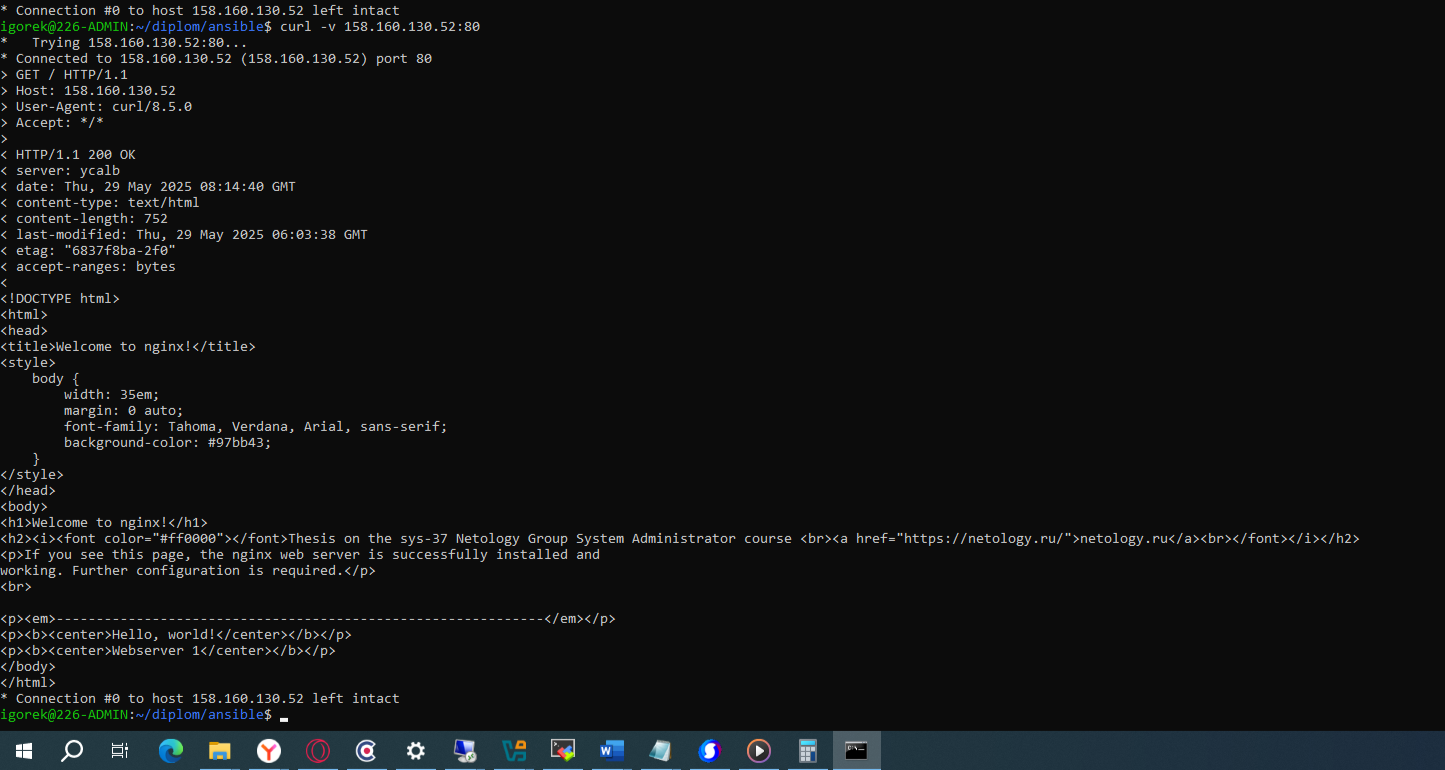 * Connection #0 to host 158.160.130.52 left intact
igorek@226-ADMIN:~/diplom/ansible$ curl -v 158.160.130.52:80
*   Trying 158.160.130.52:80...
* Connected to 158.160.130.52 (158.160.130.52) port 80
> GET / HTTP/1.1
> Host: 158.160.130.52
> User-Agent: curl/8.5.0
> Accept: */*
>
< HTTP/1.1 200 OK
< server: ycalb
< date: Thu, 29 May 2025 08:14:40 GMT
< content-type: text/html
< content-length: 752
< last-modified: Thu, 29 May 2025 06:03:38 GMT
< etag: "6837f8ba-2f0"
< accept-ranges: bytes
<
<!DOCTYPE html>
<html>
<head>
<title>Welcome to nginx!</title>
<style>
    body {
        width: 35em;
        margin: 0 auto;
        font-family: Tahoma, Verdana, Arial, sans-serif;
        background-color: #97bb43;
    }
</style>
</head>
<body>
<h1>Welcome to nginx!</h1>
<h2><i><font color="#ff0000"></font>Thesis on the sys-37 Netology Group System Administrator course <br><a href="https://netology.ru/">netology.ru</a><br></font></i></h2>
<p>If you see this page, the nginx web server is successfully installed and
working. Further configuration is required.</p>
<br>

<p><em>-------------------------------------------------------------</em></p>
<p><b><center>Hello, world!</center></b></p>
<p><b><center>Webserver 1</center></b></p>
</body>
</html>
* Connection #0 to host 158.160.130.52 left intact
igorek@226-ADMIN:~/diplom/ansible$